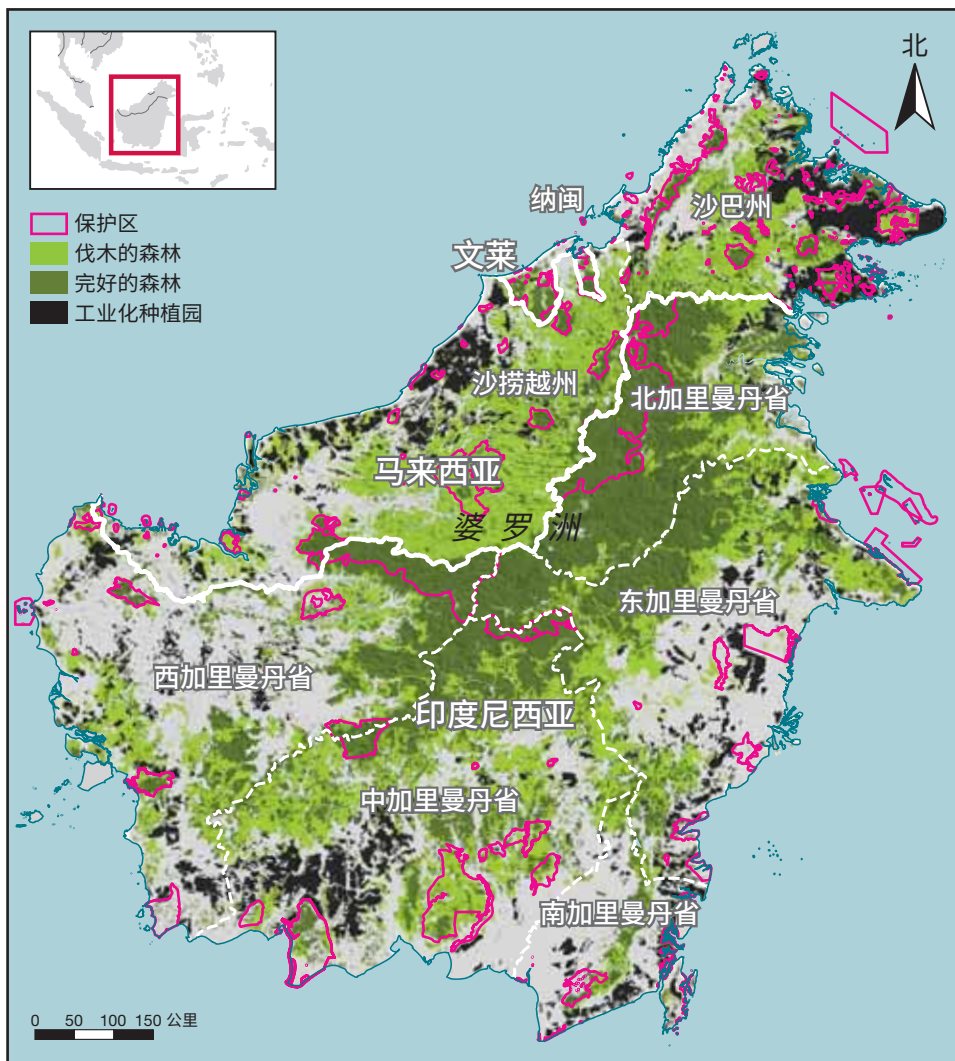 北
保护区
伐木的森林
完好的森林
工业化种植园
纳闽
沙巴州
文莱
沙捞越州
北加里曼丹省
马来西亚
婆罗洲
东加里曼丹省
西加里曼丹省
印度尼西亚
中加里曼丹省
南加里曼丹省
0 50 100 150 公里